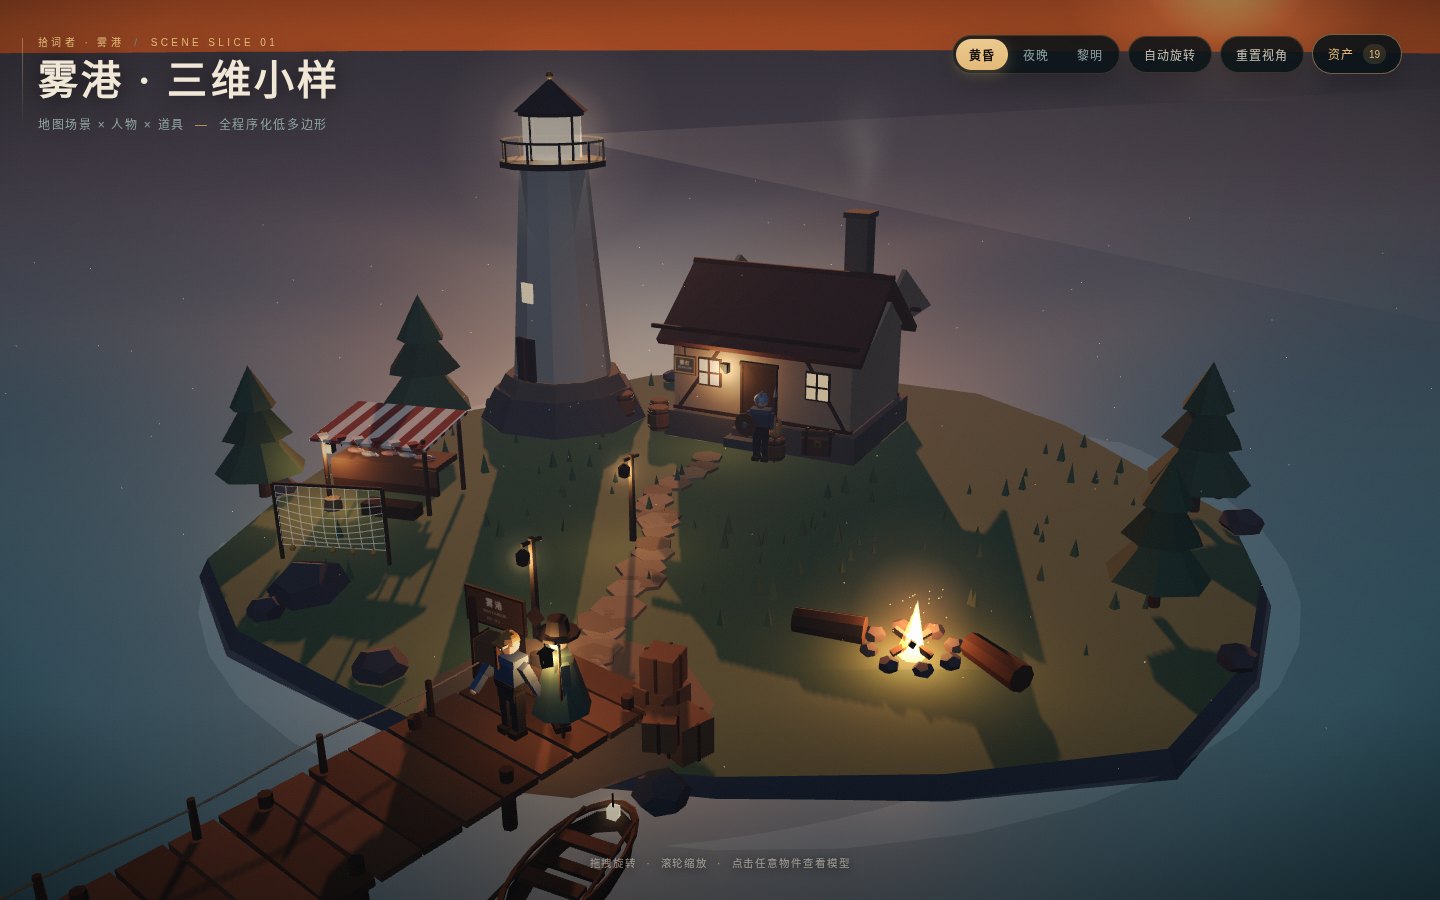 拾词者 · 雾港 / SCENE SLICE 01
雾港 · 三维小样
地图场景 × 人物 × 道具 — 全程序化低多边形
黄昏 夜晚 黎明 自动旋转 重置视角 资产 19
雾港
拖拽旋转 · 滚轮缩放 · 点击任意物件查看模型